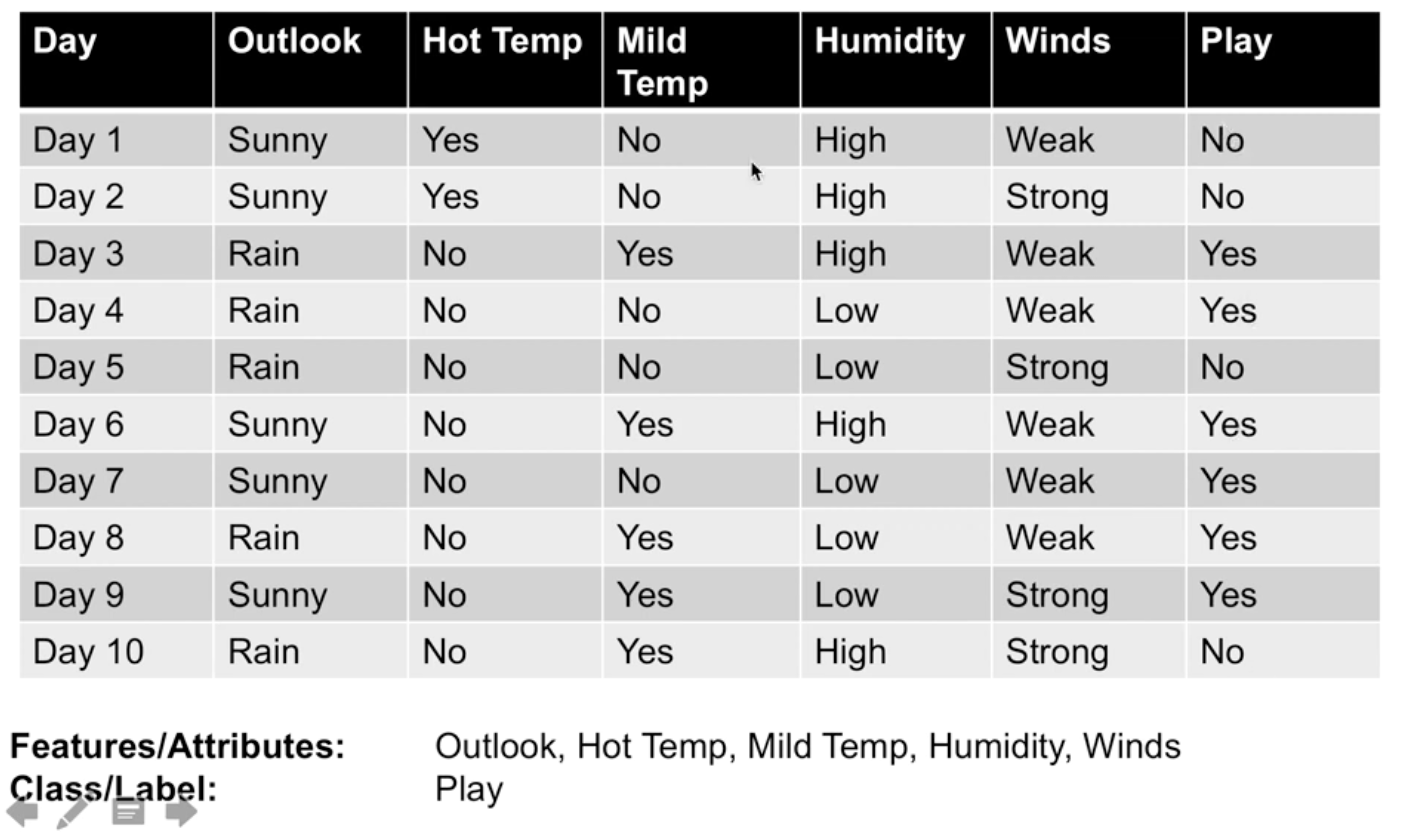 Day Outlook Hot Temp Mild Temp Humidity Winds Play
Day 1 Sunny Yes No High Weak No
Day 2 Sunny Yes No High Strong No
Day 3 Rain No Yes High Weak Yes
Day 4 Rain No No Low Weak Yes
Day 5 Rain No No Low Strong No
Day 6 Sunny No Yes High Weak Yes
Day 7 Sunny No No Low Weak Yes
Day 8 Rain No Yes Low Weak Yes
Day 9 Sunny No Yes Low Strong Yes
Day 10 Rain No Yes High Strong No
Features/Attributes: Outlook, Hot Temp, Mild Temp, Humidity, Winds
Class/Label: Play